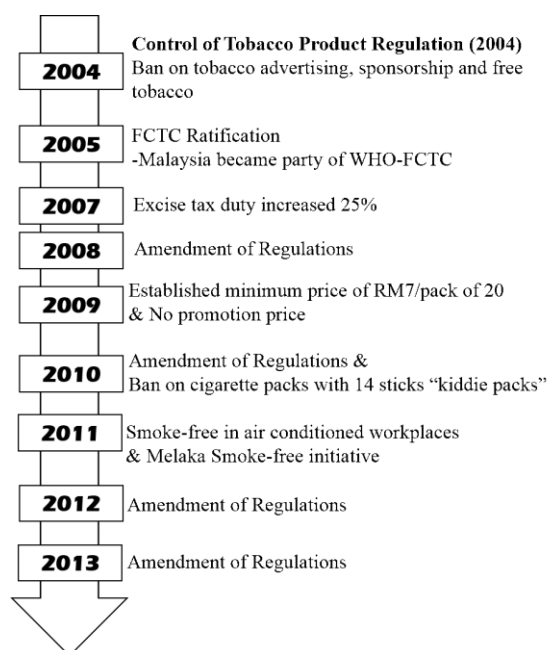 Control of Tobacco Product Regulation (2004)
2004
Ban on tobacco advertising, sponsorship and free
tobacco
FCTC Ratification
2005
-Malaysia became party of WHO-FCTC
2007
Excise tax duty increased 25%
2008
Amendment of Regulations
Established minimum price of RM7/pack of 20
2009
& No promotion price
Amendment of Regulations &
2010
Ban on cigarette packs with 14 sticks “kiddie packs”
2011
Smoke-free in air conditioned workplaces
& Melaka Smoke-free initiative
2012
Amendment of Regulations
2013
Amendment of Regulations